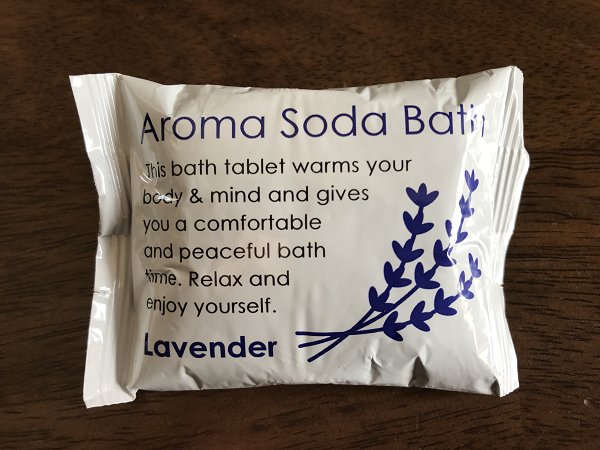 Aroma Soda Bath
This bath tablet warms your
body & mind and gives
you a comfortable
and peaceful bath
time. Relax and
enjoy yourself.
Lavender